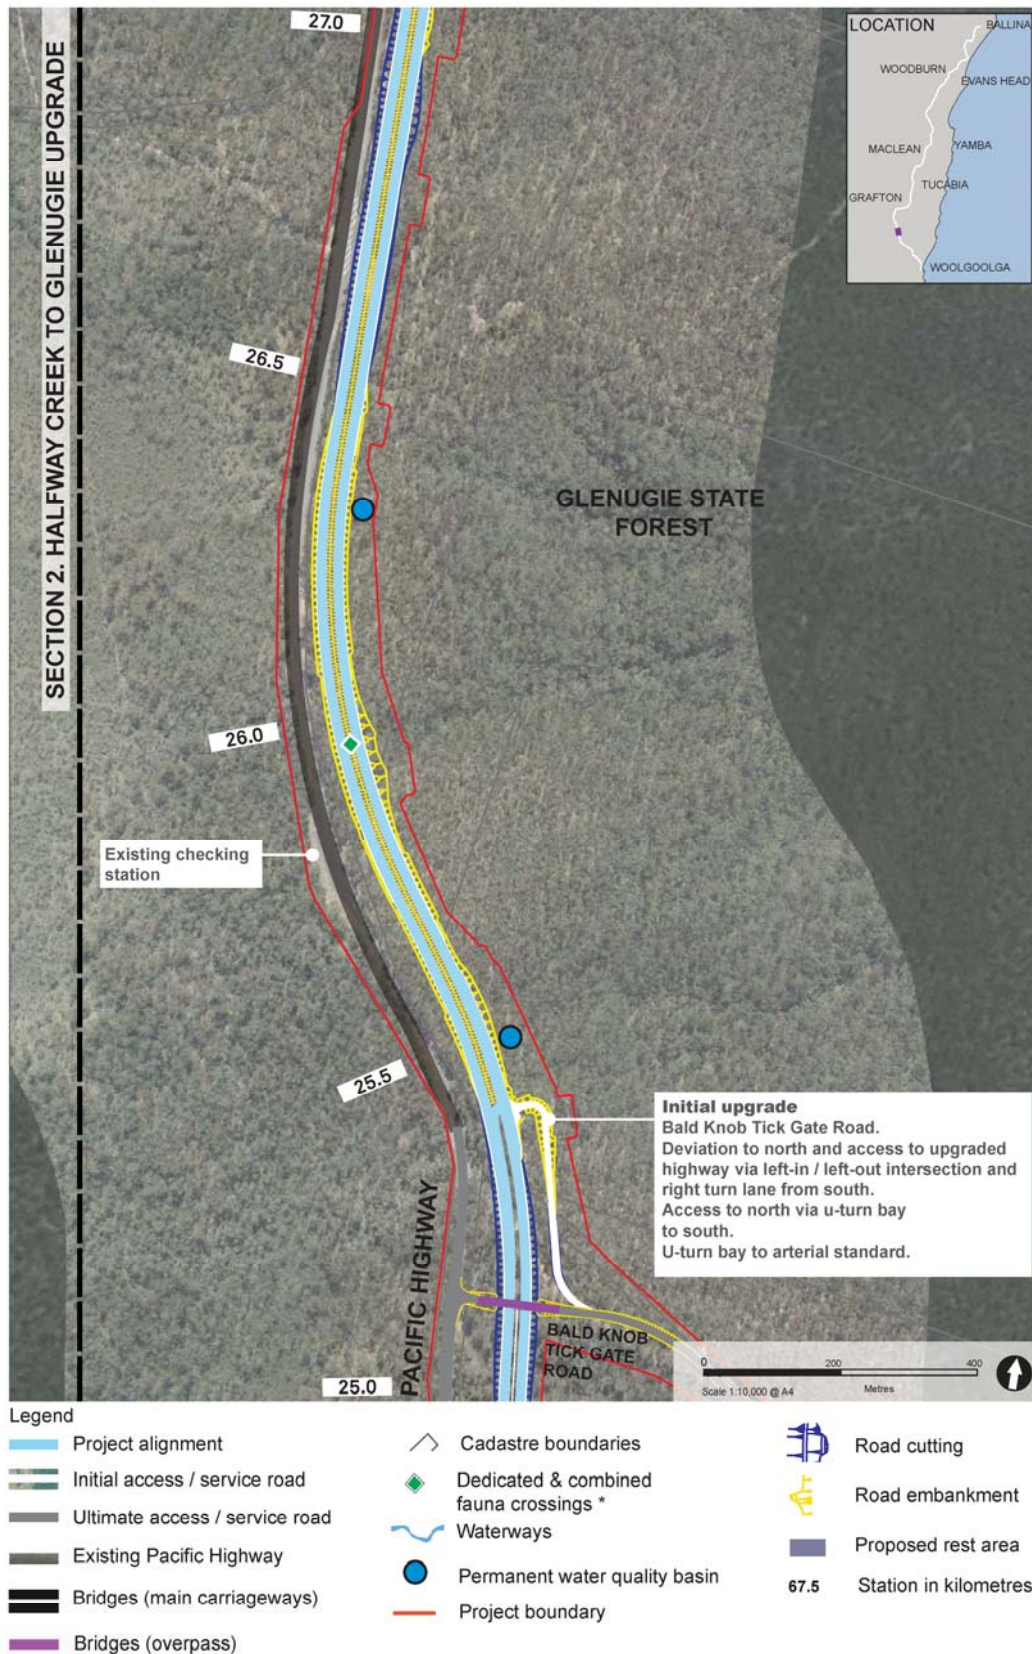 SECTION 2. HALFWAY CREEK TO GLENUGIE UPGRADE
27.0
LOCATION
BALLINA
WOODBURN
EVANS HEAD
MACLEAN
YAMBA
TUCABIA
GRAFTON
WOOLGOOLGA
26.5
GLENUGIE STATE
FOREST
26.0
Existing checking
station
25.5
Initial upgrade
Bald Knob Tick Gate Road.
Deviation to north and access to upgraded
highway via left-in / left-out intersection and
right turn lane from south.
Access to north via u-turn bay
to south.
U-turn bay to arterial standard.
PACIFIC HIGHWAY
BALD KNOB
TICK GATE
ROAD
25.0
0 200 400
Scale 1:10,000 @ A4 Metres
Legend
Project alignment
Initial access / service road
Ultimate access / service road
Existing Pacific Highway
Bridges (main carriageways)
Bridges (overpass)
Cadastre boundaries
Dedicated & combined
fauna crossings *
Waterways
Permanent water quality basin
Project boundary
Road cutting
Road embankment
Proposed rest area
67.5 Station in kilometres